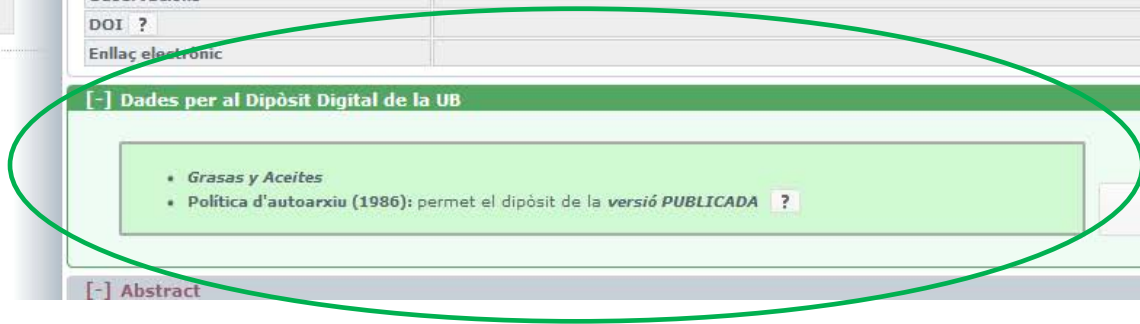 DOI ?
Enllaç electrònic
[-] Dades per al Dipòsit Digital de la UB
• Grasas y Aceites
• Política d'autoarxiu (1986): permet el dipòsit de la versió PUBLICADA ?
[-] Abstract